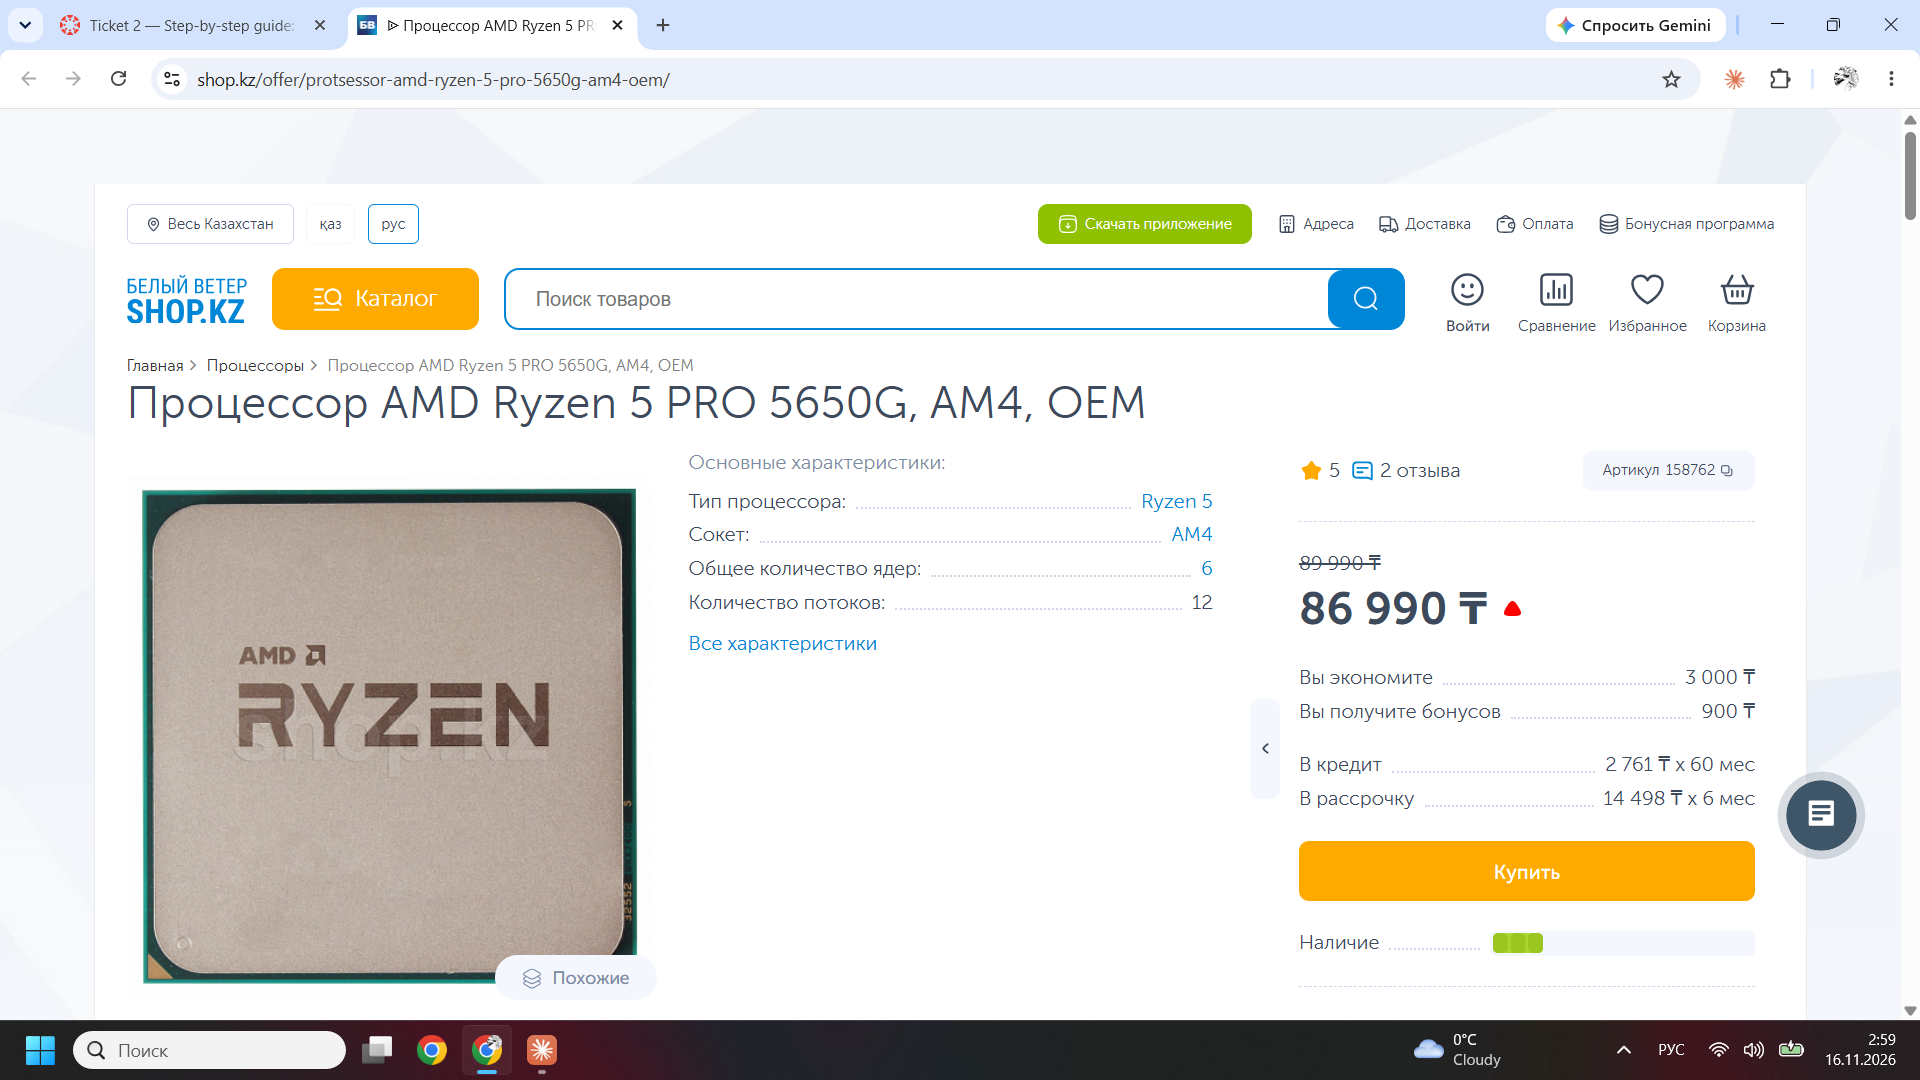 Ticket 2 — Step-by-step guide:
БВ
Процессор AMD Ryzen 5 PR
Спросить Gemini
shop.kz/offer/protsessor-amd-ryzen-5-pro-5650g-am4-oem/
Весь Казахстан
қаз
рус
Скачать приложение
Адреса
Доставка
Оплата
Бонусная программа
БЕЛЫЙ ВЕТЕР
SHOP.KZ
Каталог
Поиск товаров
Войти
Сравнение
Избранное
Корзина
Главная > Процессоры > Процессор AMD Ryzen 5 PRO 5650G, AM4, OEM
Процессор AMD Ryzen 5 PRO 5650G, AM4, OEM
AMD
RYZEN
shop.kz
32552
Похожие
Основные характеристики:
Тип процессора: Ryzen 5
Сокет: AM4
Общее количество ядер: 6
Количество потоков: 12
Все характеристики
5 2 отзыва
Артикул 158762
89 990 ₸
86 990 ₸
Вы экономите 3 000 ₸
Вы получите бонусов 900 ₸
В кредит 2 761 ₸ x 60 мес
В рассрочку 14 498 ₸ x 6 мес
Купить
Наличие
Поиск
0°C
Cloudy
РУС
2:59
16.11.2026